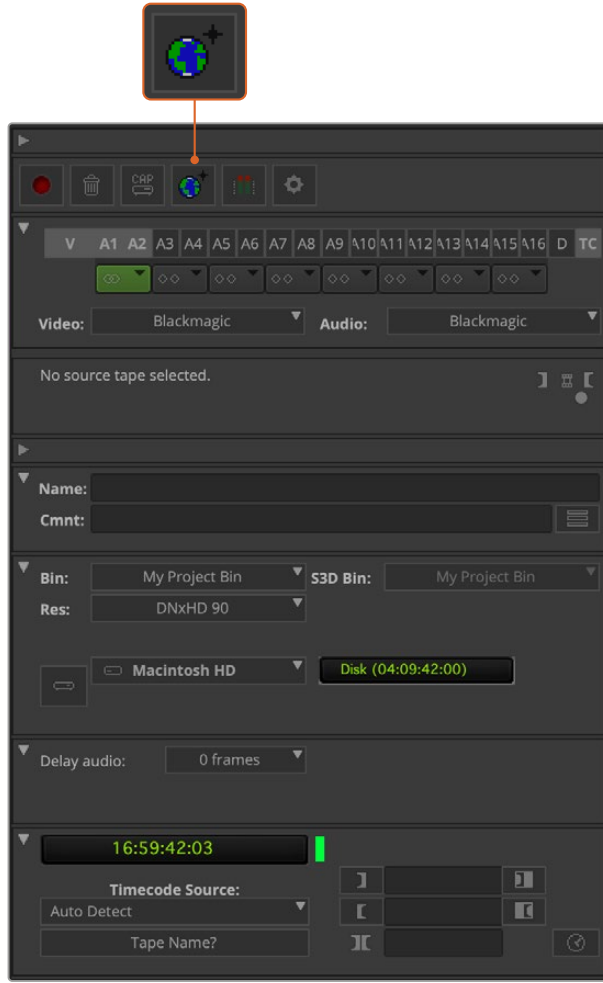 CAP
V A1 A2 A3 A4 A5 A6 A7 A8 A9 A10 A11 A12 A13 A14 A15 A16 D TC
Video: Blackmagic Audio: Blackmagic
No source tape selected.
Name:
Cmnt:
Bin: My Project Bin S3D Bin: My Project Bin
Res: DNxHD 90
Macintosh HD Disk (04:09:42:00)
Delay audio: 0 frames
16:59:42:03
Timecode Source:
Auto Detect
Tape Name?